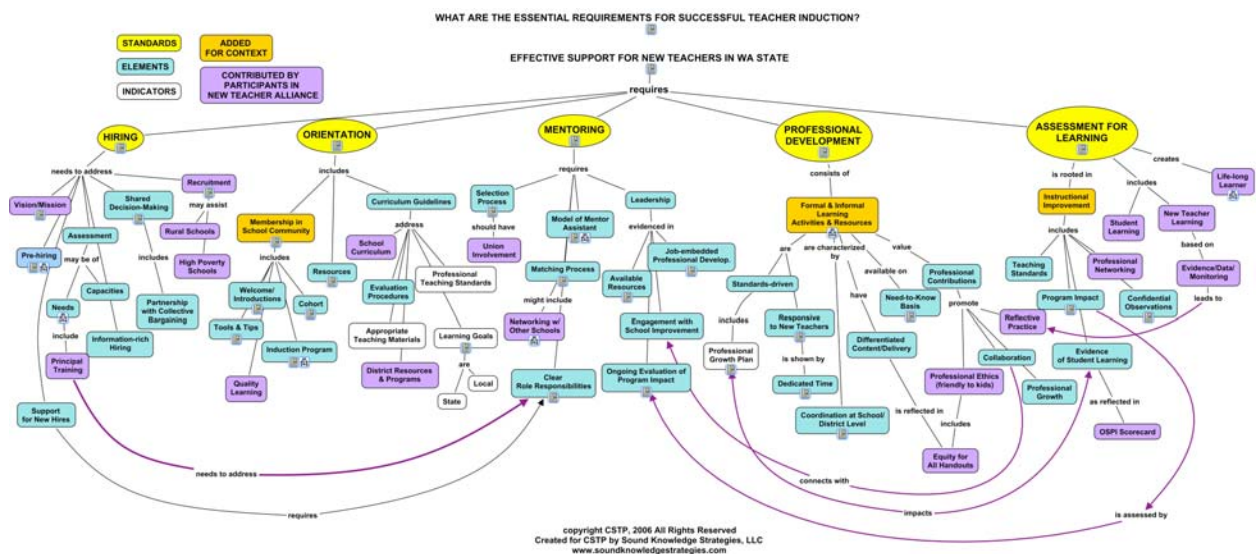 WHAT ARE THE ESSENTIAL REQUIREMENTS FOR SUCCESSFUL TEACHER INDUCTION?
STANDARDS
ADDED
FOR CONTEXT
ELEMENTS
CONTRIBUTED BY
PARTICIPANTS IN
NEW TEACHER ALLIANCE
INDICATORS
EFFECTIVE SUPPORT FOR NEW TEACHERS IN WA STATE
requires
HIRING
needs to address
Vision/Mission
Shared
Decision-Making
Recruitment
may assist
Rural Schools
High Poverty
Schools
Assessment
Pre-hiring
may be of
includes
Capacities
Needs
include
Partnership
with Collective
Bargaining
Information-rich
Hiring
Principal
Training
Support
for New Hires
ORIENTATION
includes
Curriculum Guidelines
Membership in
School Community
address
School
Curriculum
includes
Resources
Professional
Teaching Standards
Welcome/
Introductions
Cohort
Evaluation
Procedures
Tools & Tips
Appropriate
Teaching Materials
Learning Goals
Induction Program
District Resources
& Programs
are
Local
State
Quality
Learning
MENTORING
requires
Selection
Process
Leadership
should have
Model of Mentor
Assistant
evidenced in
Union
Involvement
Job-embedded
Professional Develop.
Matching Process
Available
Resources
might include
Networking w/
Other Schools
Engagement with
School Improvement
Clear
Role Responsibilities
Ongoing Evaluation of
Program Impact
PROFESSIONAL
DEVELOPMENT
consists of
Formal & Informal
Learning
Activities & Resources
are
are characterized
by
value
available on
Professional
Contributions
Standards-driven
have
Need-to-Know
Basis
promote
includes
Responsive
to New Teachers
Reflective
Practice
Professional
Growth Plan
Differentiated
Content/Delivery
Collaboration
is shown by
Professional Ethics
(friendly to kids)
Dedicated Time
Professional
Growth
Coordination at School/
District Level
is reflected in
includes
Equity for
All Handouts
ASSESSMENT FOR
LEARNING
creates
is rooted in
includes
Life-long
Learner
Instructional
Improvement
Student
Learning
New Teacher
Learning
includes
based on
Teaching
Standards
Professional
Networking
Evidence/Data/
Monitoring
Program Impact
Confidential
Observations
leads to
Evidence
of Student Learning
as reflected in
OSPI Scorecard
needs to address
connects with
requires
impacts
is assessed by
copyright CSTP, 2006 All Rights Reserved
Created for CSTP by Sound Knowledge Strategies, LLC
www.soundknowledgestrategies.com